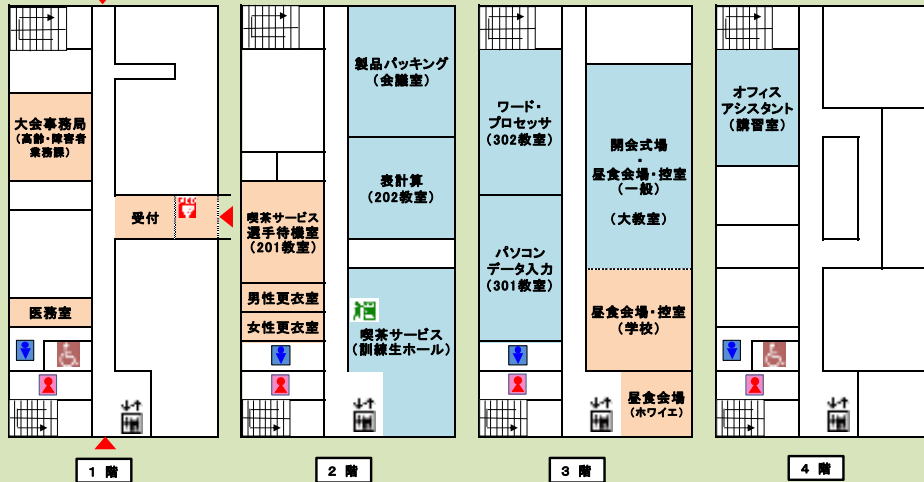 大会事務局
(高齢・障害者
業務課)
受付
医務室
1 階
製品パッキング
(会議室)
表計算
(202教室)
喫茶サービス
選手待機室
(201教室)
男性更衣室
女性更衣室
喫茶サービス
(訓練生ホール)
2 階
ワード・
プロセッサ
(302教室)
開会式場
・
昼食会場・控室
(一般)
(大教室)
パソコン
データ入力
(301教室)
昼食会場・控室
(学校)
昼食会場
(ホワイエ)
3 階
オフィス
アシスタント
(講習室)
4 階